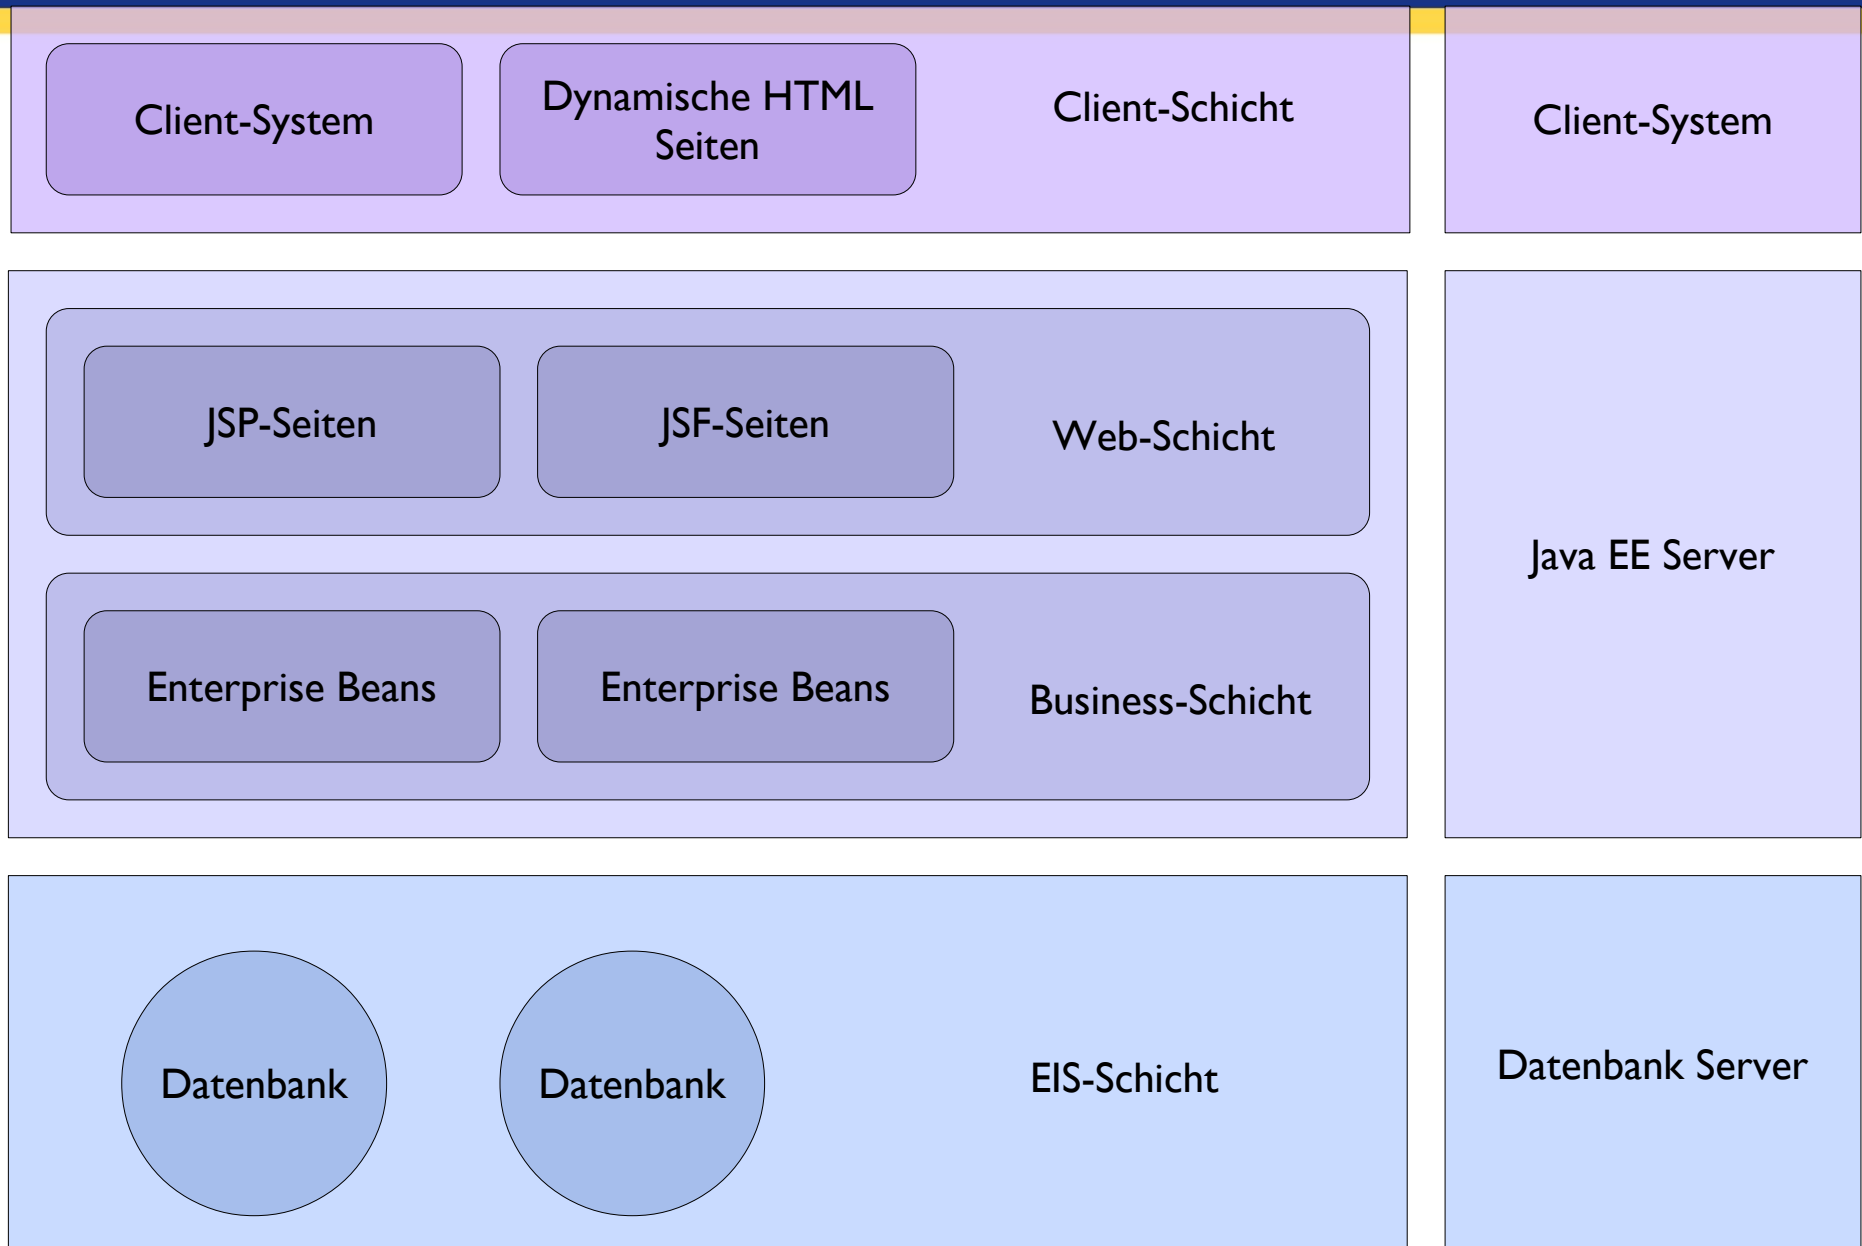 Client-System
Dynamische HTML
Seiten
Client-Schicht
Client-System
JSP-Seiten
JSF-Seiten
Web-Schicht
Java EE Server
Enterprise Beans
Enterprise Beans
Business-Schicht
Datenbank
Datenbank
EIS-Schicht
Datenbank Server